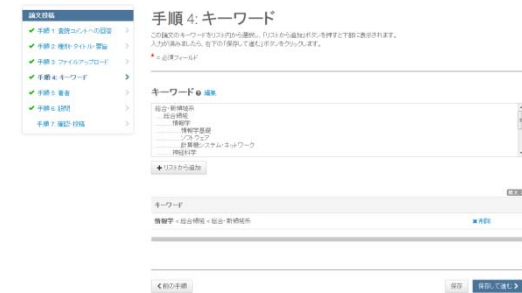 論文投稿
手順 1: 査読コメントへの回答
手順 2: 種別・タイトル・要旨
手順 3: ファイルアップロード
手順 4: キーワード
手順 5: 著者
手順 6: 設問
手順 7: 確認・投稿
手順 4: キーワード
この論文のキーワードをリスト内から選択し、「リストから追加」ボタンを押すと下部に表示されます。
入力が済みましたら、右下の「保存して進む」ボタンをクリックします。
* = 必須フィールド
キーワード 編集
総合・新領域系
....総合領域
........情報学
............情報学基礎
............ソフトウェア
............計算機システム・ネットワーク
........神経科学
+ リストから追加
キーワード
情報学 < 総合領域 < 総合・新領域系
× 削除
前の手順
保存
保存して進む